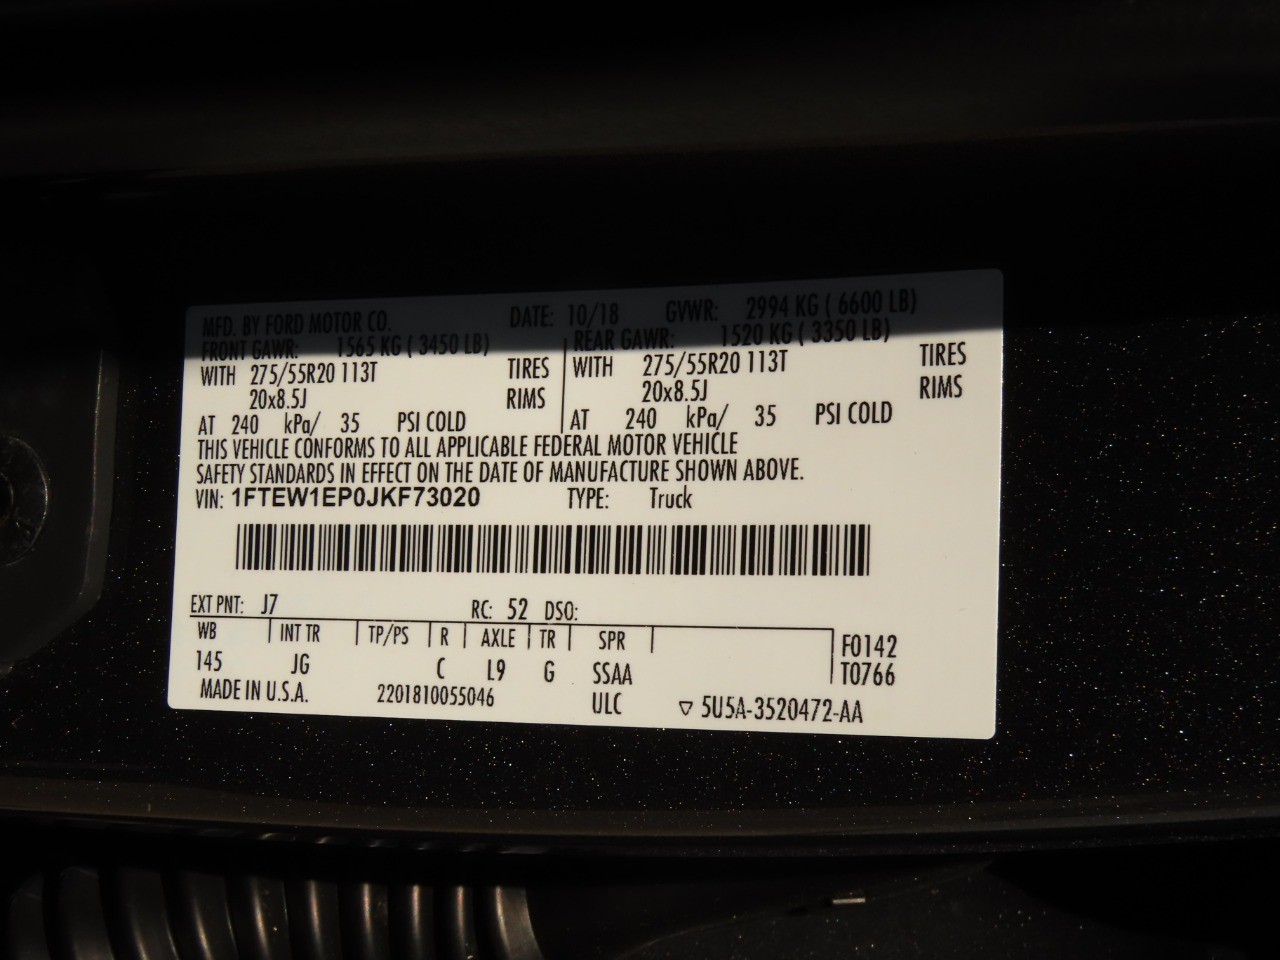 MFD. BY FORD MOTOR CO. DATE: 10/18 GVWR: 2994 KG ( 6600 LB)
FRONT GAWR: 1565 KG ( 3450 LB) REAR GAWR: 1520 KG ( 3350 LB)
WITH 275/55R20 113T TIRES WITH 275/55R20 113T TIRES
20x8.5J RIMS 20x8.5J RIMS
AT 240 kPa/ 35 PSI COLD AT 240 kPa/ 35 PSI COLD
THIS VEHICLE CONFORMS TO ALL APPLICABLE FEDERAL MOTOR VEHICLE
SAFETY STANDARDS IN EFFECT ON THE DATE OF MANUFACTURE SHOWN ABOVE.
VIN: 1FTEW1EP0JKF73020 TYPE: Truck
EXT PNT: J7 RC: 52 DSO:
WB INT TR TP/PS R AXLE TR SPR F0142
145 JG C L9 G SSAA T0766
MADE IN U.S.A. 2201810055046 ULC ▽ 5U5A-3520472-AA